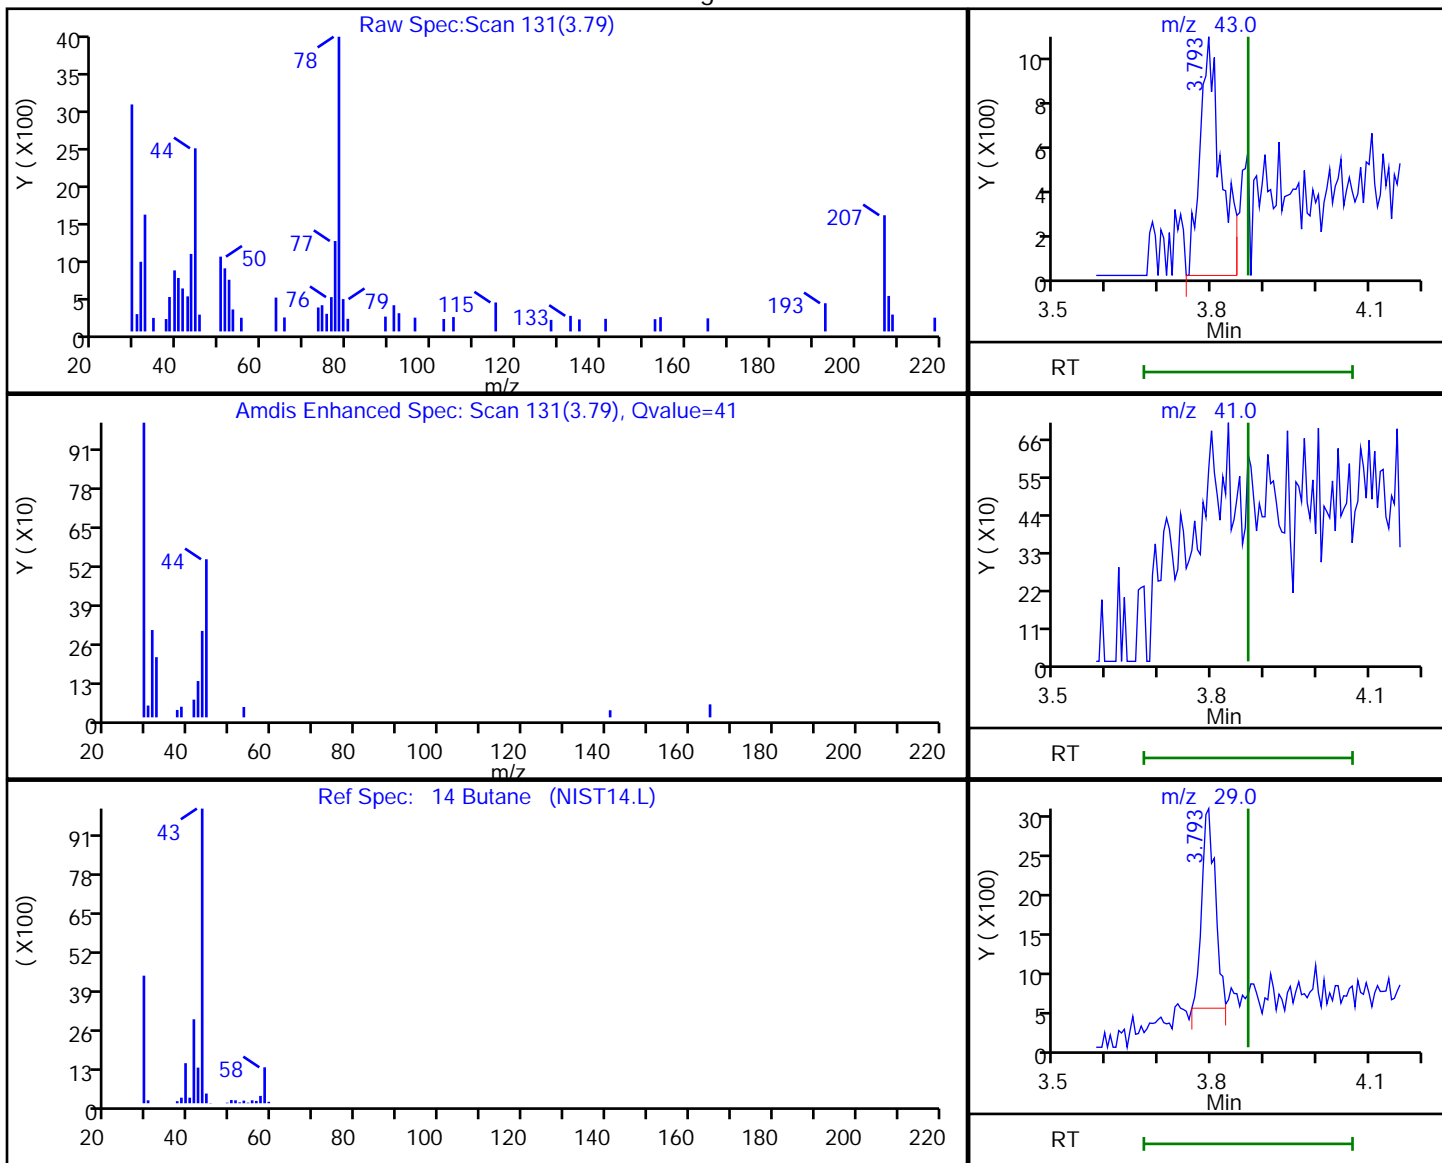 Raw Spec:Scan 131(3.79)
40
35
30
25
20
15
10
5
0
Y ( X100)
78
44
77
50
76
79
115
133
193
207
20 40 60 80 100 120 140 160 180 200 220
m/z
m/z 43.0
10
8
6
4
2
0
Y ( X100)
3.793
3.5 3.8 4.1
Min
RT
Amdis Enhanced Spec: Scan 131(3.79), Qvalue=41
91
78
65
52
39
26
13
0
Y ( X10)
44
20 40 60 80 100 120 140 160 180 200 220
m/z
m/z 41.0
66
55
44
33
22
11
0
Y ( X10)
3.5 3.8 4.1
Min
RT
Ref Spec: 14 Butane (NIST14.L)
91
78
65
52
39
26
13
0
( X100)
43
58
20 40 60 80 100 120 140 160 180 200 220
m/z 29.0
30
25
20
15
10
5
0
Y ( X100)
3.793
3.5 3.8 4.1
Min
RT